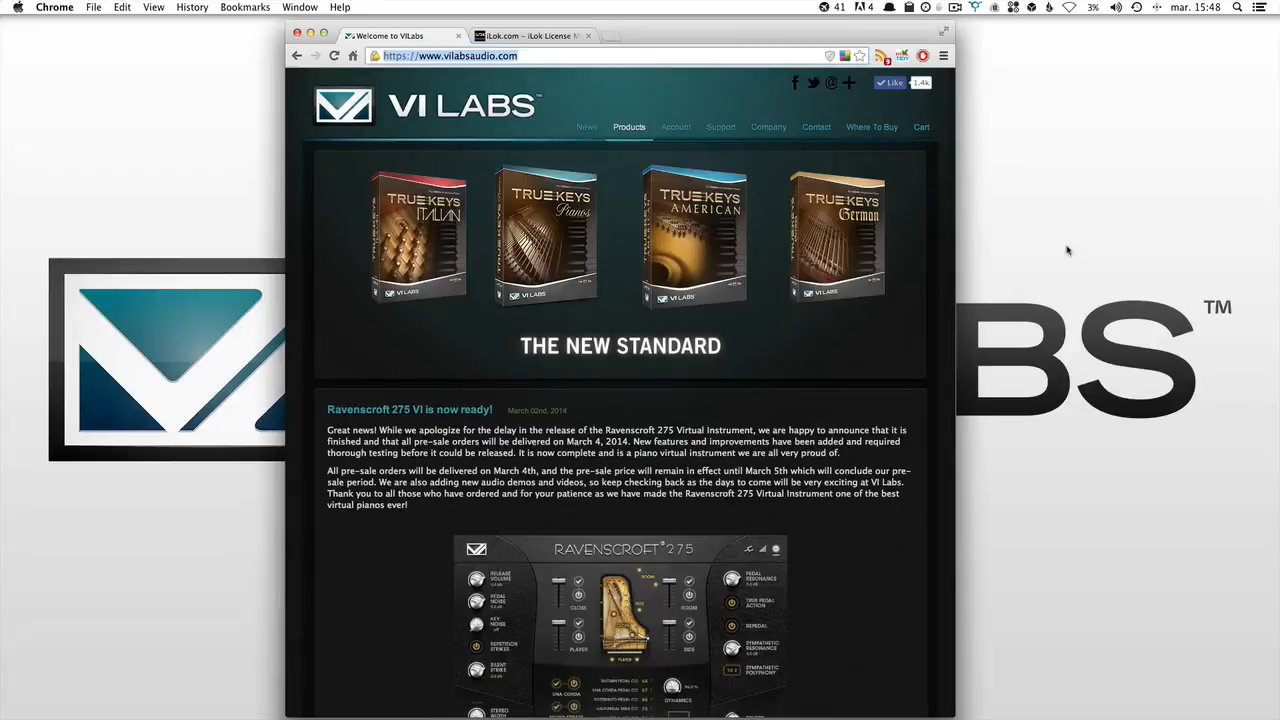 Chrome File Edit View History Bookmarks Window Help 41 4 3% mar. 15:48
Welcome to VILabs iLok.com – iLok License M
https://www.vilabsaudio.com
9
Like 1.4k
VI LABS™
News Products Account Support Company Contact Where To Buy Cart
TRUE KEYS ITALIAN
VI LABS
TRUE KEYS Pianos
VI LABS
TRUE KEYS AMERICAN
VI LABS
TRUE KEYS German
VI LABS
THE NEW STANDARD
BS™
Ravenscroft 275 VI is now ready! March 02nd, 2014
Great news! While we apologize for the delay in the release of the Ravenscroft 275 Virtual Instrument, we are happy to announce that it is
finished and that all pre-sale orders will be delivered on March 4, 2014. New features and improvements have been added and required
thorough testing before it could be released. It is now complete and is a piano virtual instrument we are all very proud of.
All pre-sale orders will be delivered on March 4th, and the pre-sale price will remain in effect until March 5th which will conclude our pre-
sale period. We are also adding new audio demos and videos, so keep checking back as the days to come will be very exciting at VI Labs.
Thank you to all those who have ordered and for your patience as we have made the Ravenscroft 275 Virtual Instrument one of the best
virtual pianos ever!
RAVENSCROFT® 275
RELEASE VOLUME
PEDAL NOISE
KEY NOISE
off
REPETITION STRIKES
SILENT STRIKE
STEREO WIDTH
CLOSE
PLAYER
ROOM
SIDE
ROOM
SIDE
PLAYER
UNA CORDA
DYNAMICS
PEDAL RESONANCE
TRUE PEDAL ACTION
REPEDAL
SYMPATHETIC RESONANCE
SYMPATHETIC POLYPHONY